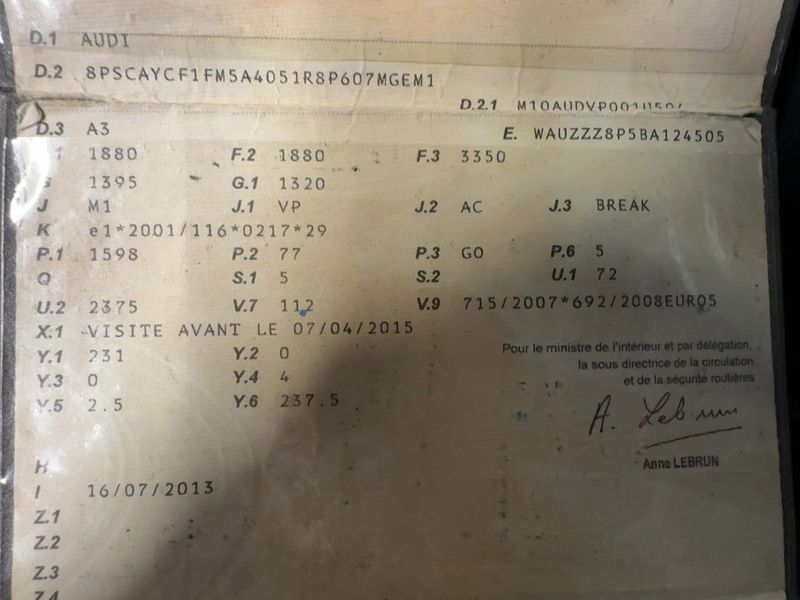 D.1 AUDI
D.2 8PSCAYCF1FM5A4051R8P607MGEM1
D.2.1
D.3 A3 E. WAUZZZ8P5BA124505
1880 F.2 1880 F.3 3350
1395 G.1 1320
J M1 J.1 VP J.2 AC J.3 BREAK
K e1*2001/116*0217*29
P.1 1598 P.2 77 P.3 GO P.6 5
Q S.1 5 S.2 U.1 72
U.2 2375 V.7 112 V.9 715/2007*692/2008EURO5
X.1 VISITE AVANT LE 07/04/2015
Y.1 231 Y.2 0
Y.3 0 Y.4 4
Y.5 2.5 Y.6 237.5
Pour le ministre de l'intérieur et par délégation,
la sous directrice de la circulation
et de la sécurité routières
A. Lebrun
Anne LEBRUN
H
I 16/07/2013
Z.1
Z.2
Z.3
Z.4